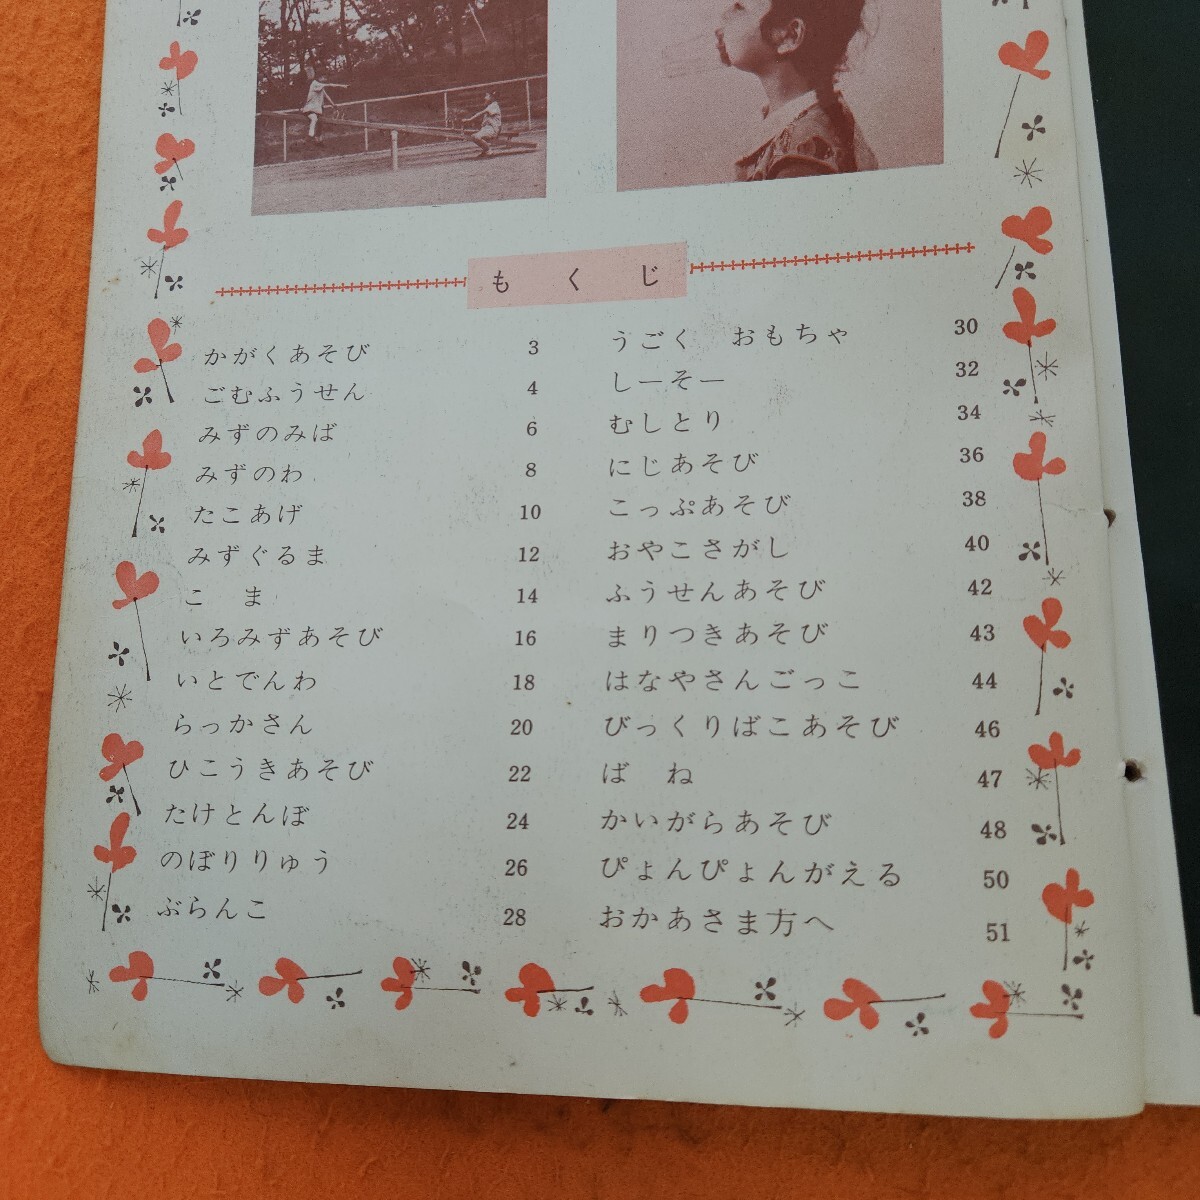 もくじ
かがくあそび 3
ごむふうせん 4
みずのみば 6
みずのわ 8
たこあげ 10
みずぐるま 12
こ　ま 14
いろみずあそび 16
いとでんわ 18
らっかさん 20
ひこうきあそび 22
たけとんぼ 24
のぼりりゅう 26
ぶらんこ 28
うごく　おもちゃ 30
しーそー 32
むしとり 34
にじあそび 36
こっぷあそび 38
おやこさがし 40
ふうせんあそび 42
まりつきあそび 43
はなやさんごっこ 44
びっくりばこあそび 46
ば　ね 47
かいがらあそび 48
ぴょんぴょんがえる 50
おかあさま方へ 51